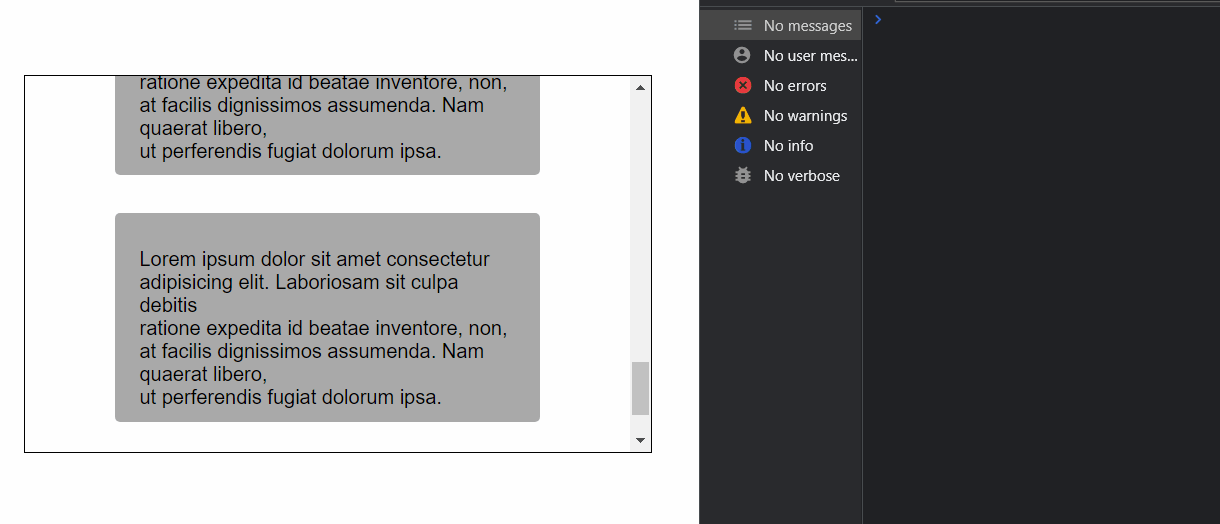 ratione expedita id beatae inventore, non,
at facilis dignissimos assumenda. Nam
quaerat libero,
ut perferendis fugiat dolorum ipsa.
Lorem ipsum dolor sit amet consectetur
adipisicing elit. Laboriosam sit culpa
debitis
ratione expedita id beatae inventore, non,
at facilis dignissimos assumenda. Nam
quaerat libero,
ut perferendis fugiat dolorum ipsa.
No messages
No user mes...
No errors
No warnings
No info
No verbose